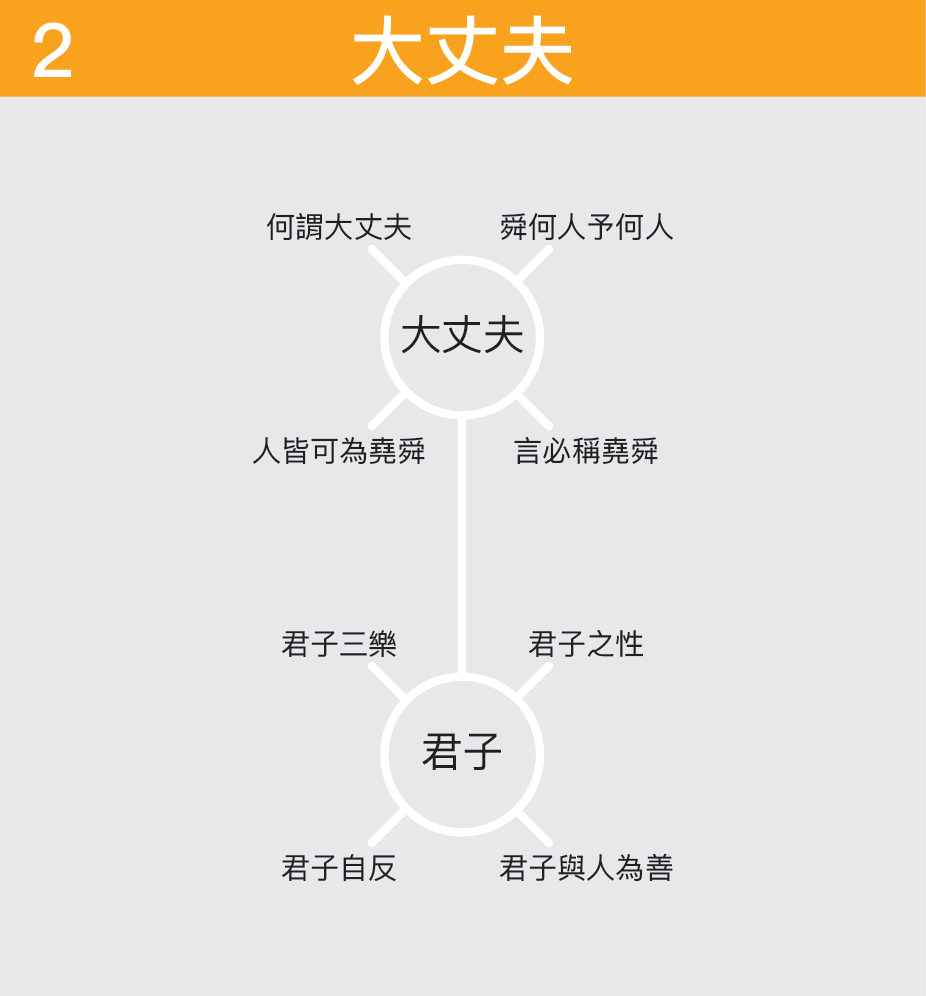 2
大丈夫
何謂大丈夫
舜何人予何人
大丈夫
人皆可為堯舜
言必稱堯舜
君子三樂
君子之性
君子
君子自反
君子與人為善